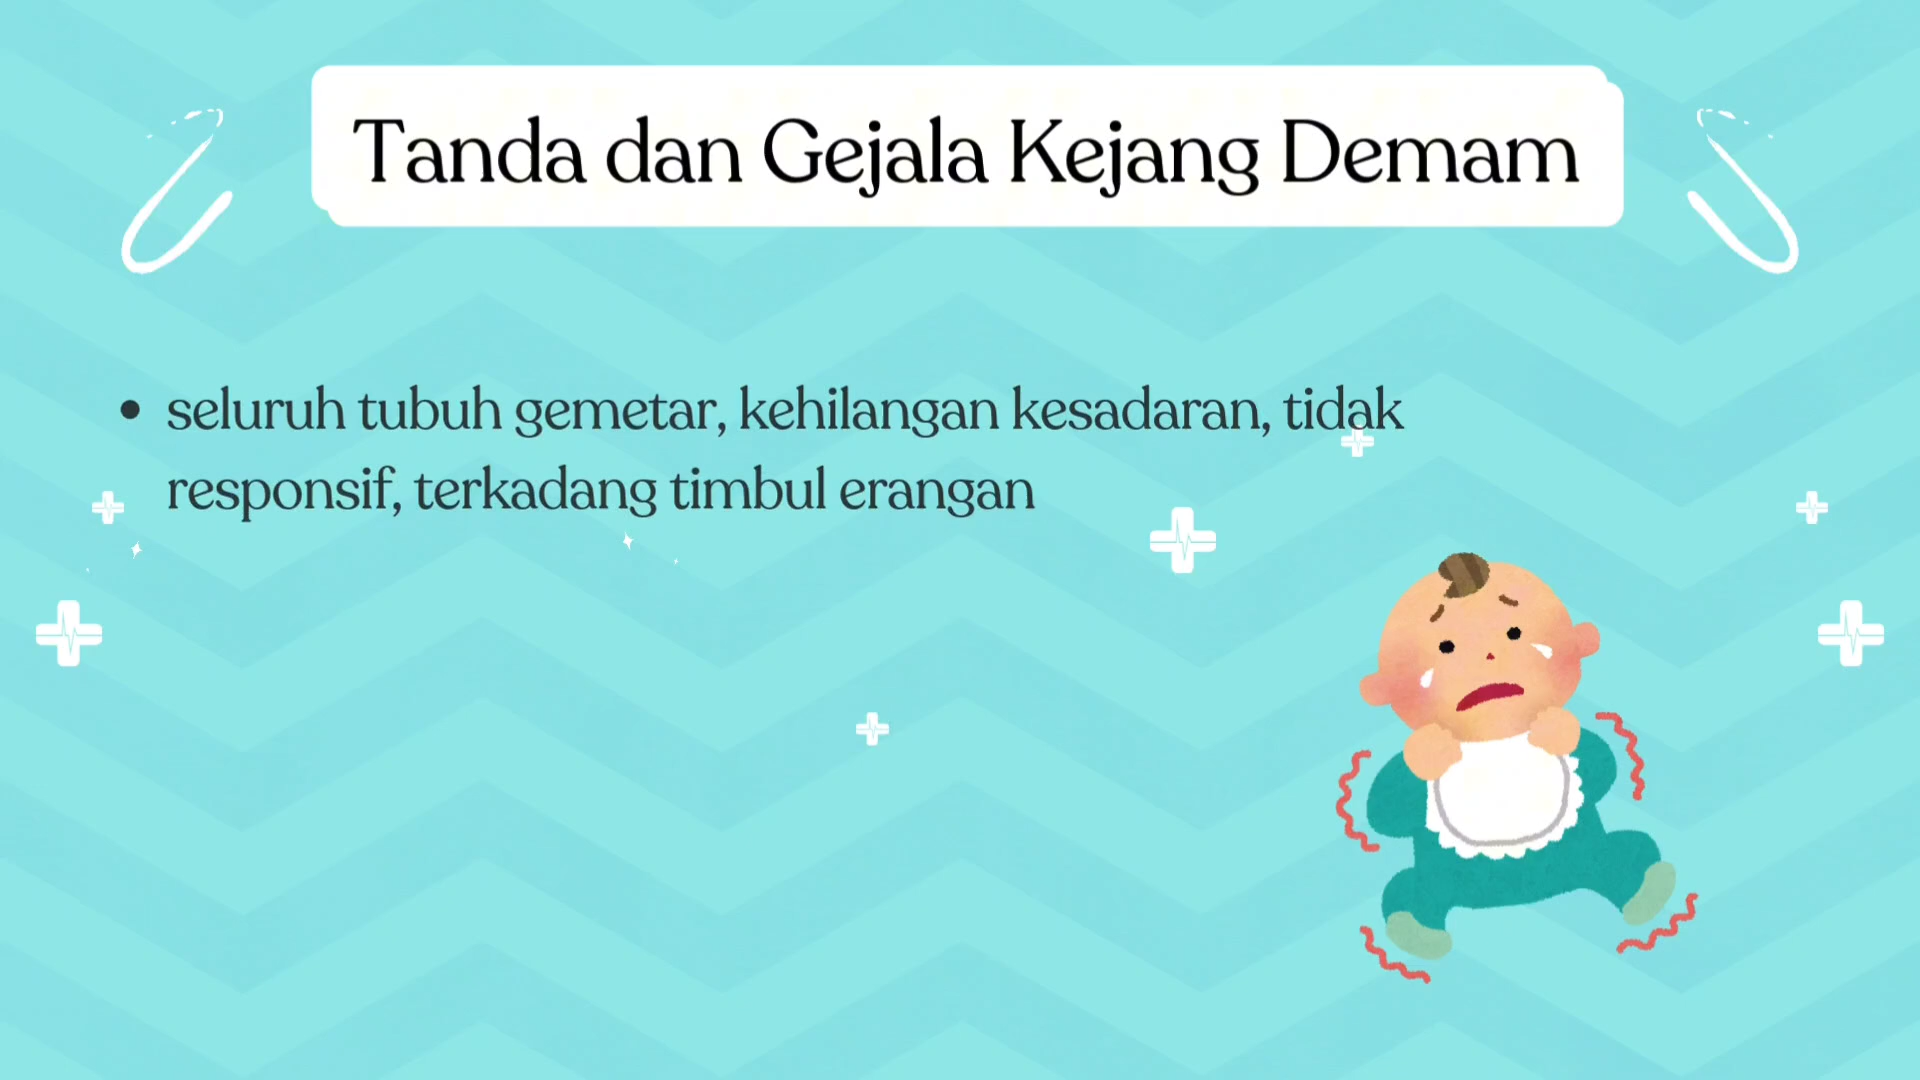 Tanda dan Gejala Kejang Demam
• seluruh tubuh gemetar, kehilangan kesadaran, tidak
responsif, terkadang timbul erangan